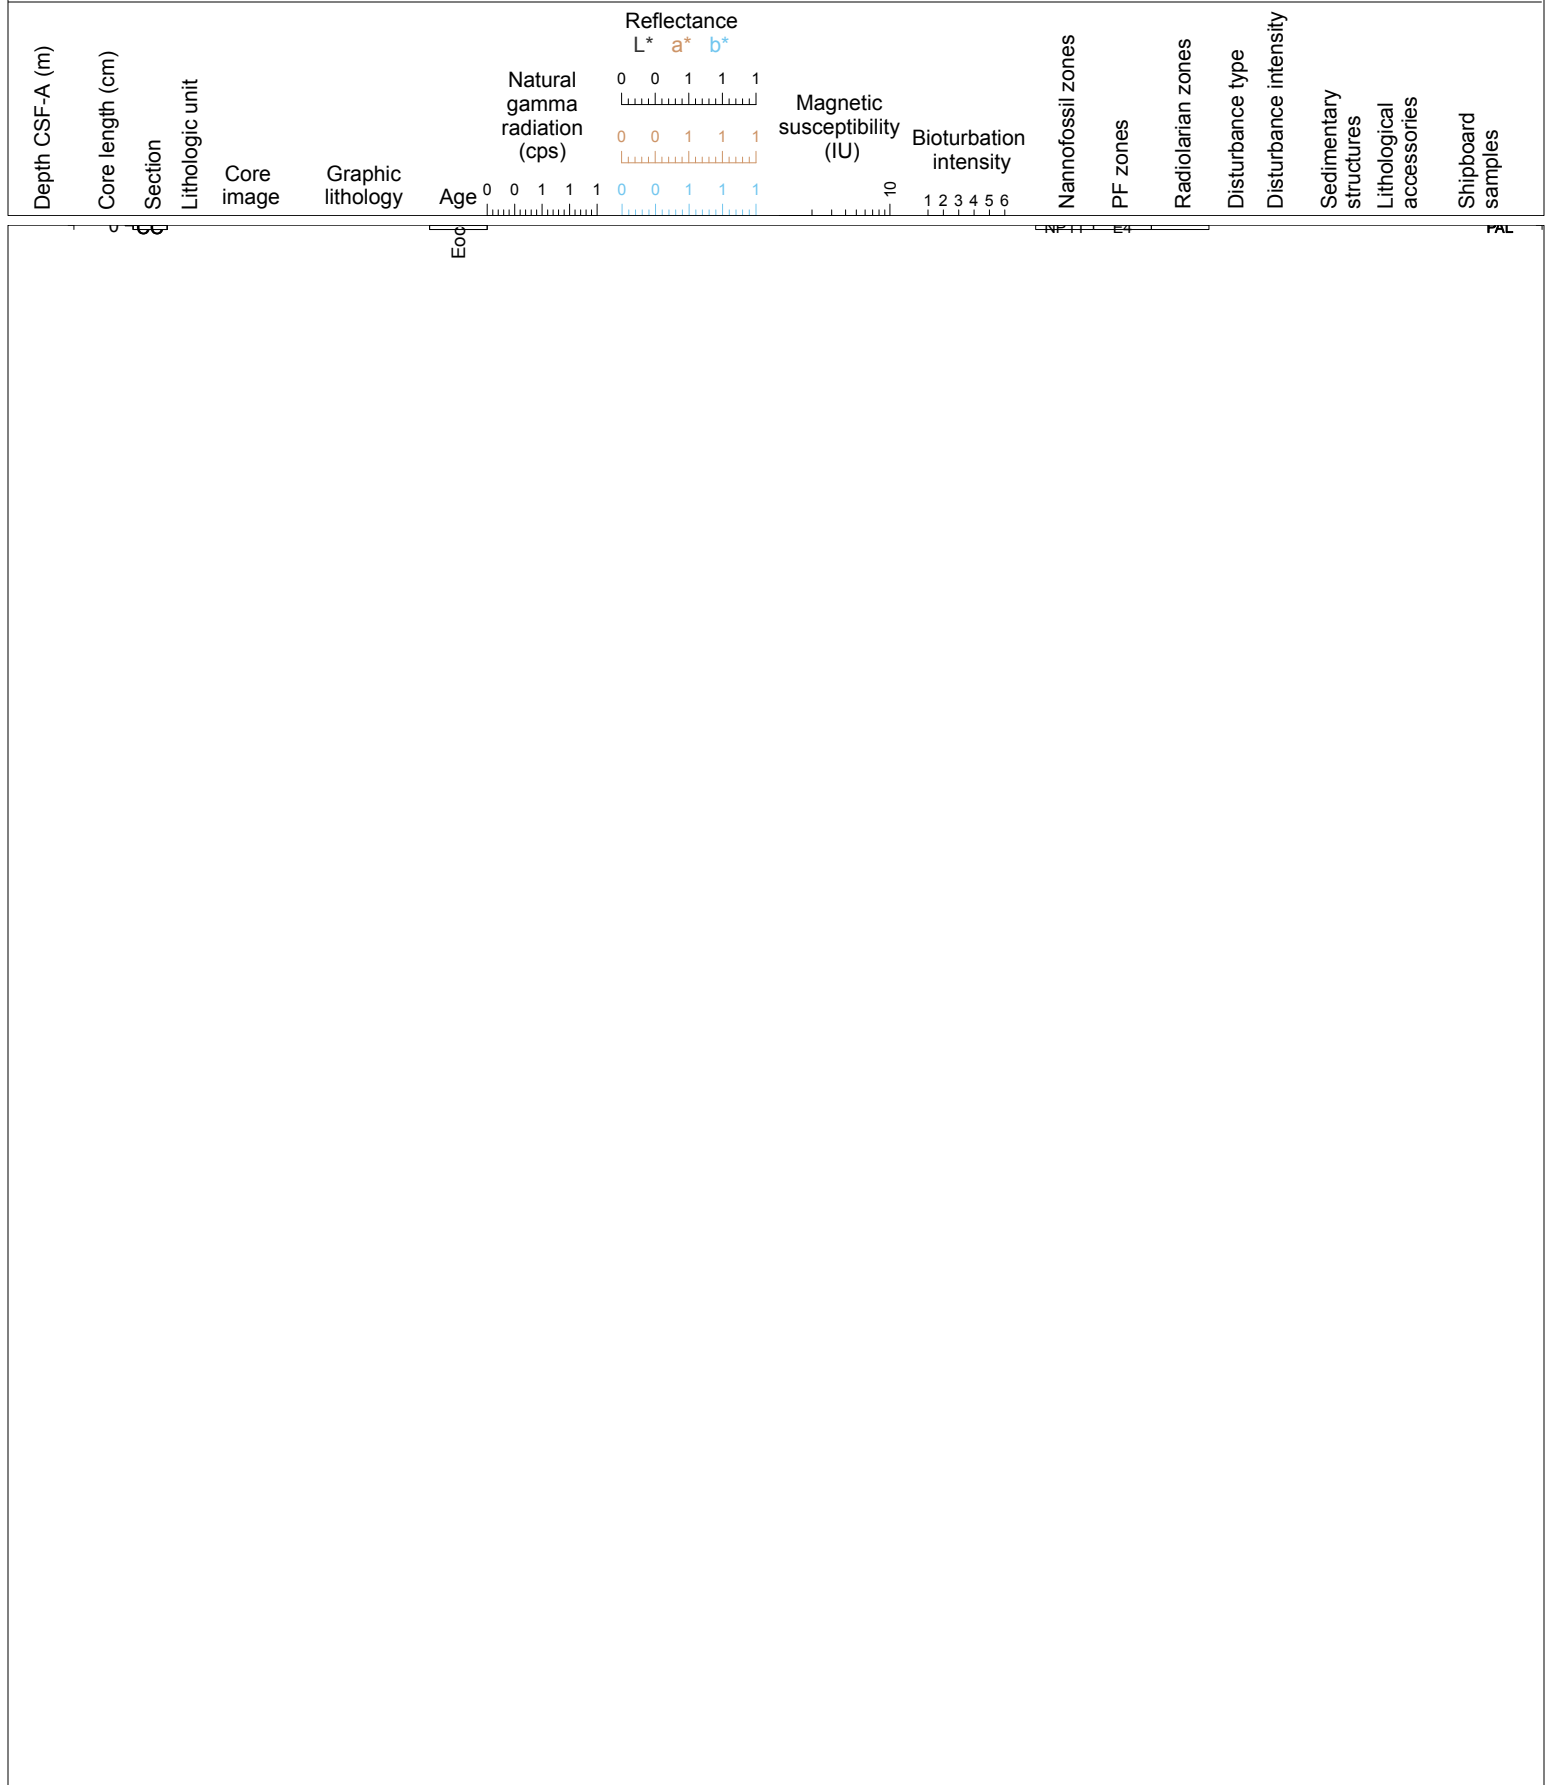 Depth CSF-A (m)
Core length (cm)
Section
Lithologic unit
Core
image
Graphic
lithology
Age
Natural
gamma
radiation
(cps)
0 0 1 1 1
Reflectance
L* a* b*
0 0 1 1 1
0 0 1 1 1
0 0 1 1 1
Magnetic
susceptibility
(IU)
10
Bioturbation
intensity
1 2 3 4 5 6
Nannofossil zones
PF zones
Radiolarian zones
Disturbance type
Disturbance intensity
Sedimentary
structures
Lithological
accessories
Shipboard
samples
0
CC
Eoc
NP11
E4
PAL